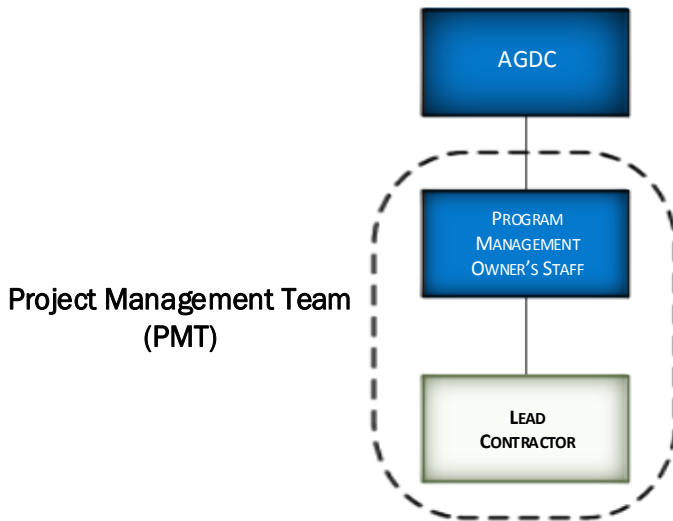 AGDC
PROGRAM
MANAGEMENT
OWNER'S STAFF
Project Management Team
(PMT)
LEAD
CONTRACTOR